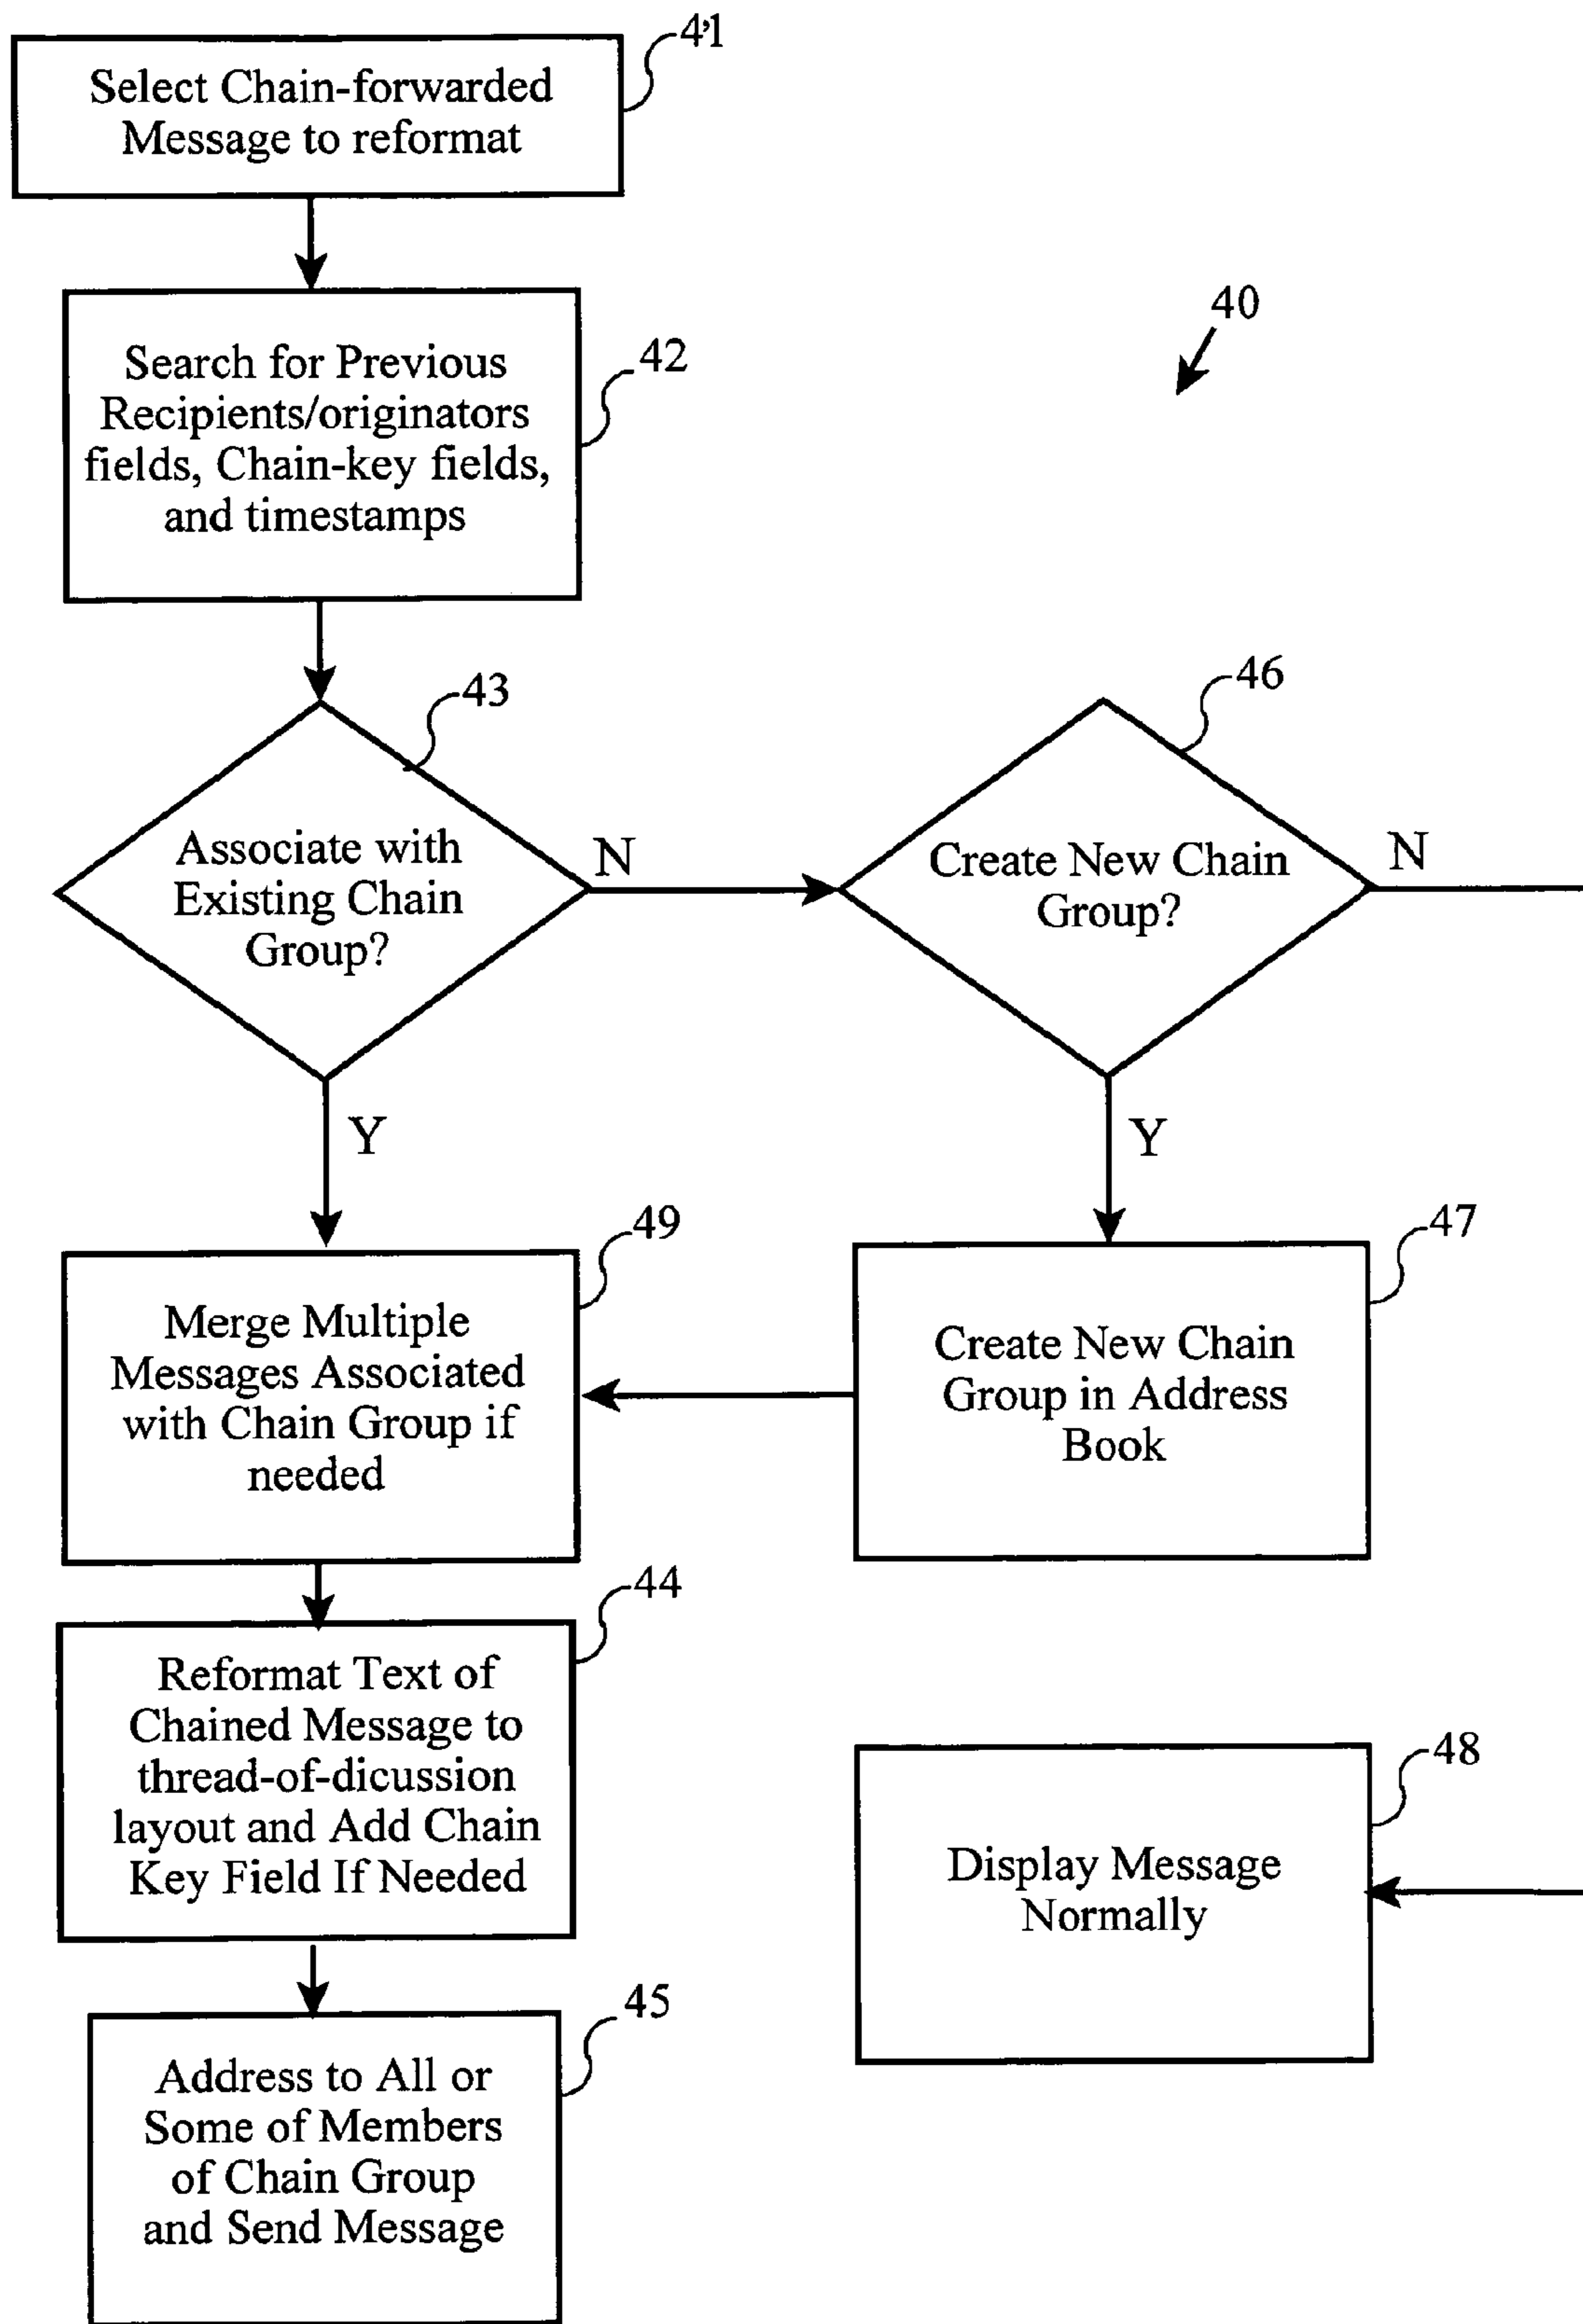 41
Select Chain-forwarded
Message to reformat
40
42
Search for Previous
Recipients/originators
fields, Chain-key fields,
and timestamps
43
46
Associate with
Existing Chain
Group?
N
Create New Chain
Group?
N
Y
Y
49
47
Merge Multiple
Messages Associated
with Chain Group if
needed
Create New Chain
Group in Address
Book
44
Reformat Text of
Chained Message to
thread-of-dicussion
layout and Add Chain
Key Field If Needed
48
Display Message
Normally
45
Address to All or
Some of Members
of Chain Group
and Send Message